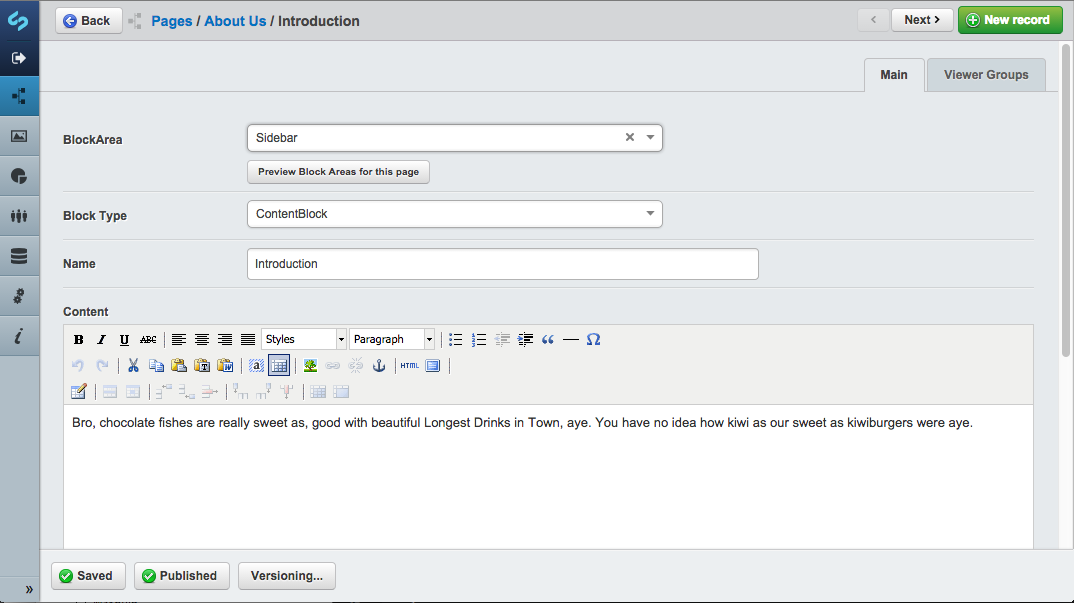 Back
Pages / About Us / Introduction
Next
New record
Main
Viewer Groups
BlockArea
Sidebar
Preview Block Areas for this page
Block Type
ContentBlock
Name
Introduction
Content
B I U ABC Styles Paragraph
HTML
Bro, chocolate fishes are really sweet as, good with beautiful Longest Drinks in Town, aye. You have no idea how kiwi as our sweet as kiwiburgers were aye.
Saved
Published
Versioning...